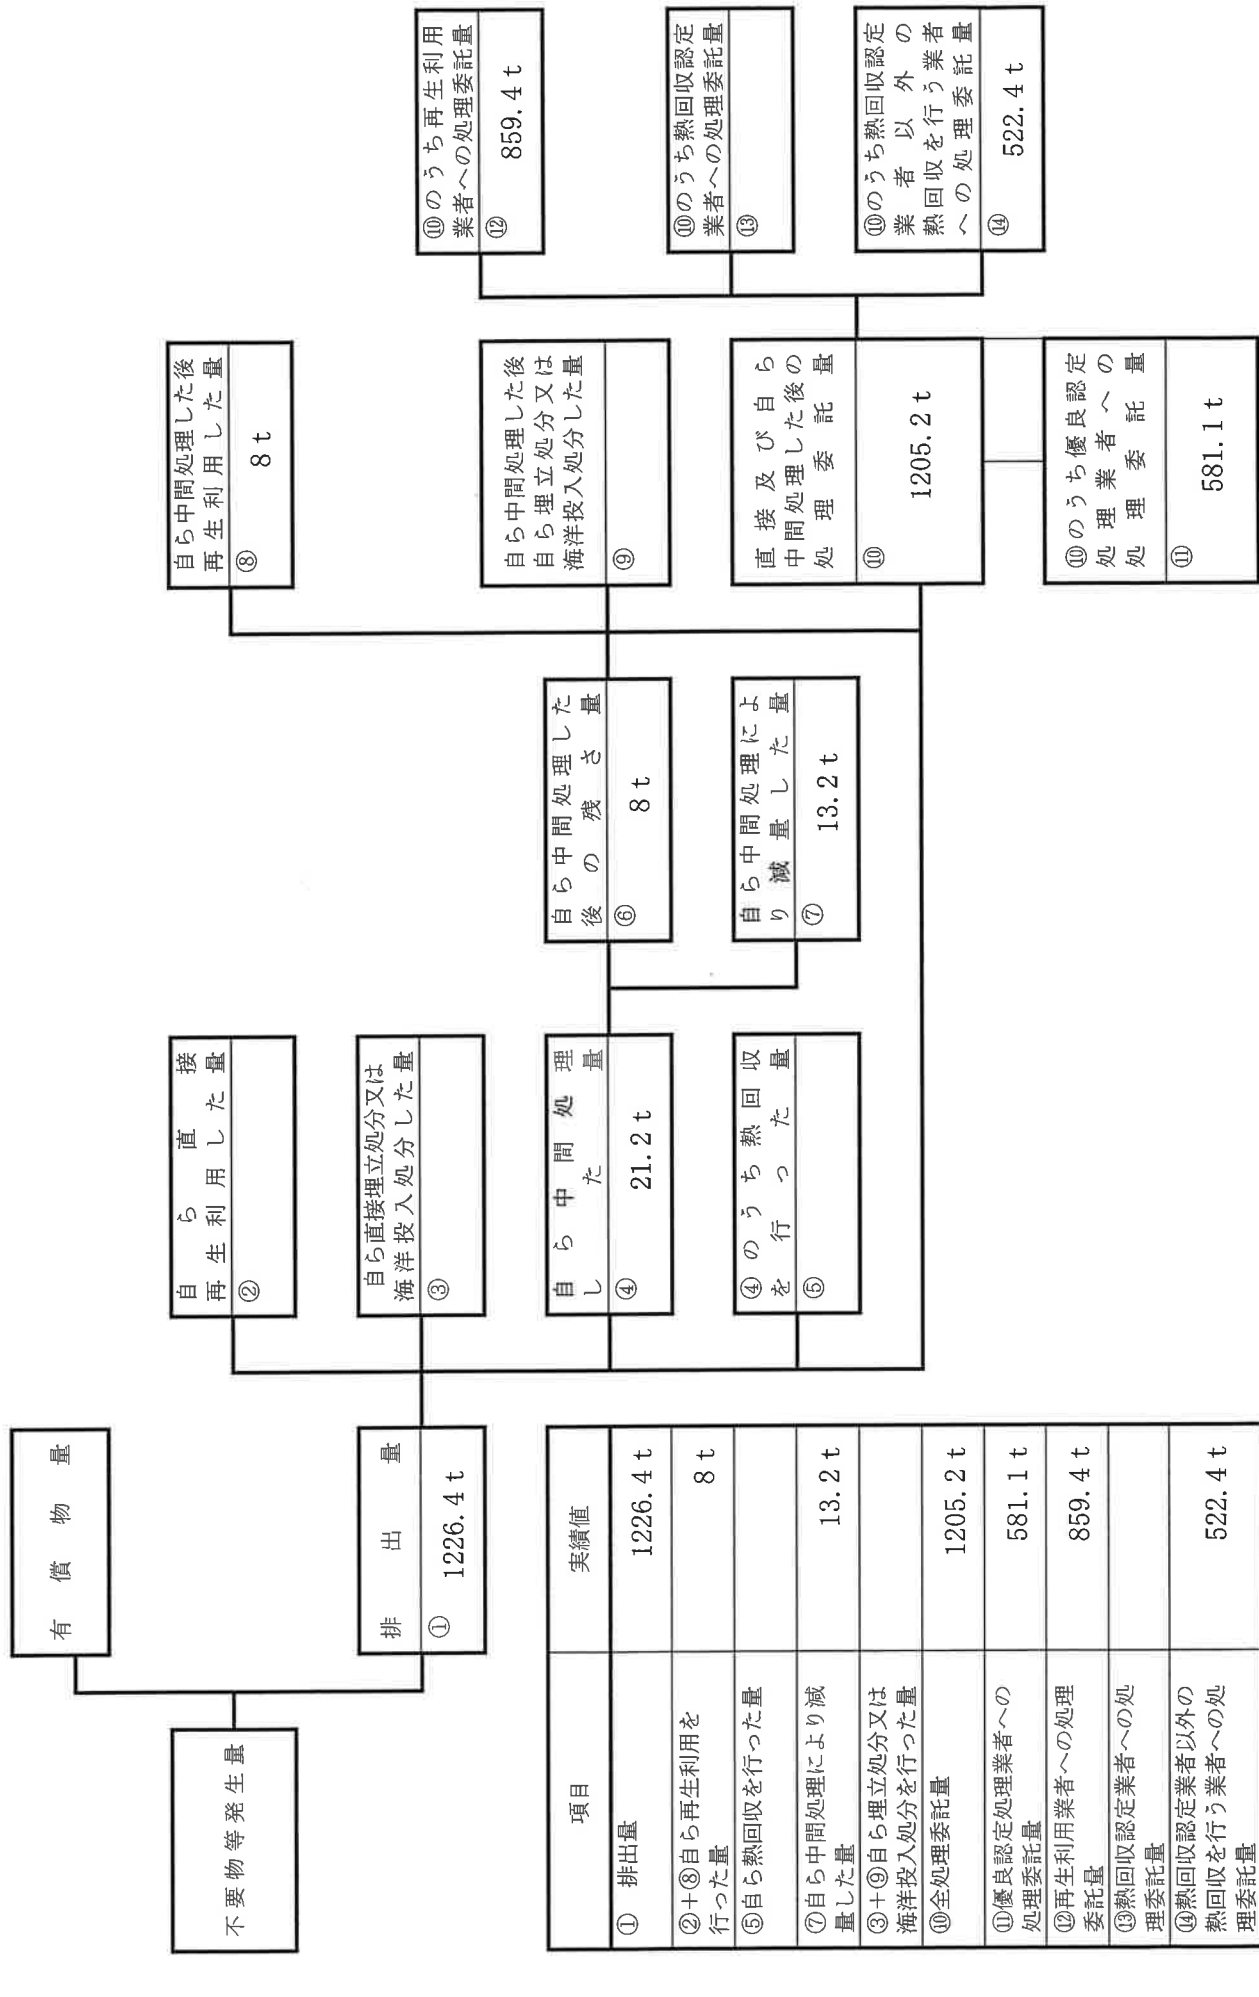 不要物等発生量
有償物量
排出量
①
1226.4 t
自ら直接
再生利用した量
②
自ら直接埋立処分又は
海洋投入処分した量
③
自ら中間処理
した量
④
21.2 t
④のうち熱回収
を行った量
⑤
自ら中間処理した
後の残さ量
⑥
8 t
自ら中間処理によ
り減量した量
⑦
13.2 t
自ら中間処理した後
再生利用した量
⑧
8 t
自ら中間処理した後
自ら埋立処分又は
海洋投入処分した量
⑨
直接及び自ら
中間処理した後の
処理委託量
⑩
1205.2 t
⑩のうち優良認定
処理業者への
処理委託量
⑪
581.1 t
⑩のうち再生利用
業者への処理委託量
⑫
859.4 t
⑩のうち熱回収認定
業者への処理委託量
⑬
⑩のうち熱回収認定
業者以外の
熱回収を行う業者
への処理委託量
⑭
522.4 t
項目 実績値
① 排出量 1226.4 t
②+⑧自ら再生利用を
行った量 8 t
⑤自ら熱回収を行った量
⑦自ら中間処理により減
量した量 13.2 t
③+⑨自ら埋立処分又は
海洋投入処分を行った量
⑩全処理委託量 1205.2 t
⑪優良認定処理業者への
処理委託量 581.1 t
⑫再生利用業者への処理
委託量 859.4 t
⑬熱回収認定業者への処
理委託量
⑭熱回収認定業者以外の
熱回収を行う業者への処
理委託量 522.4 t